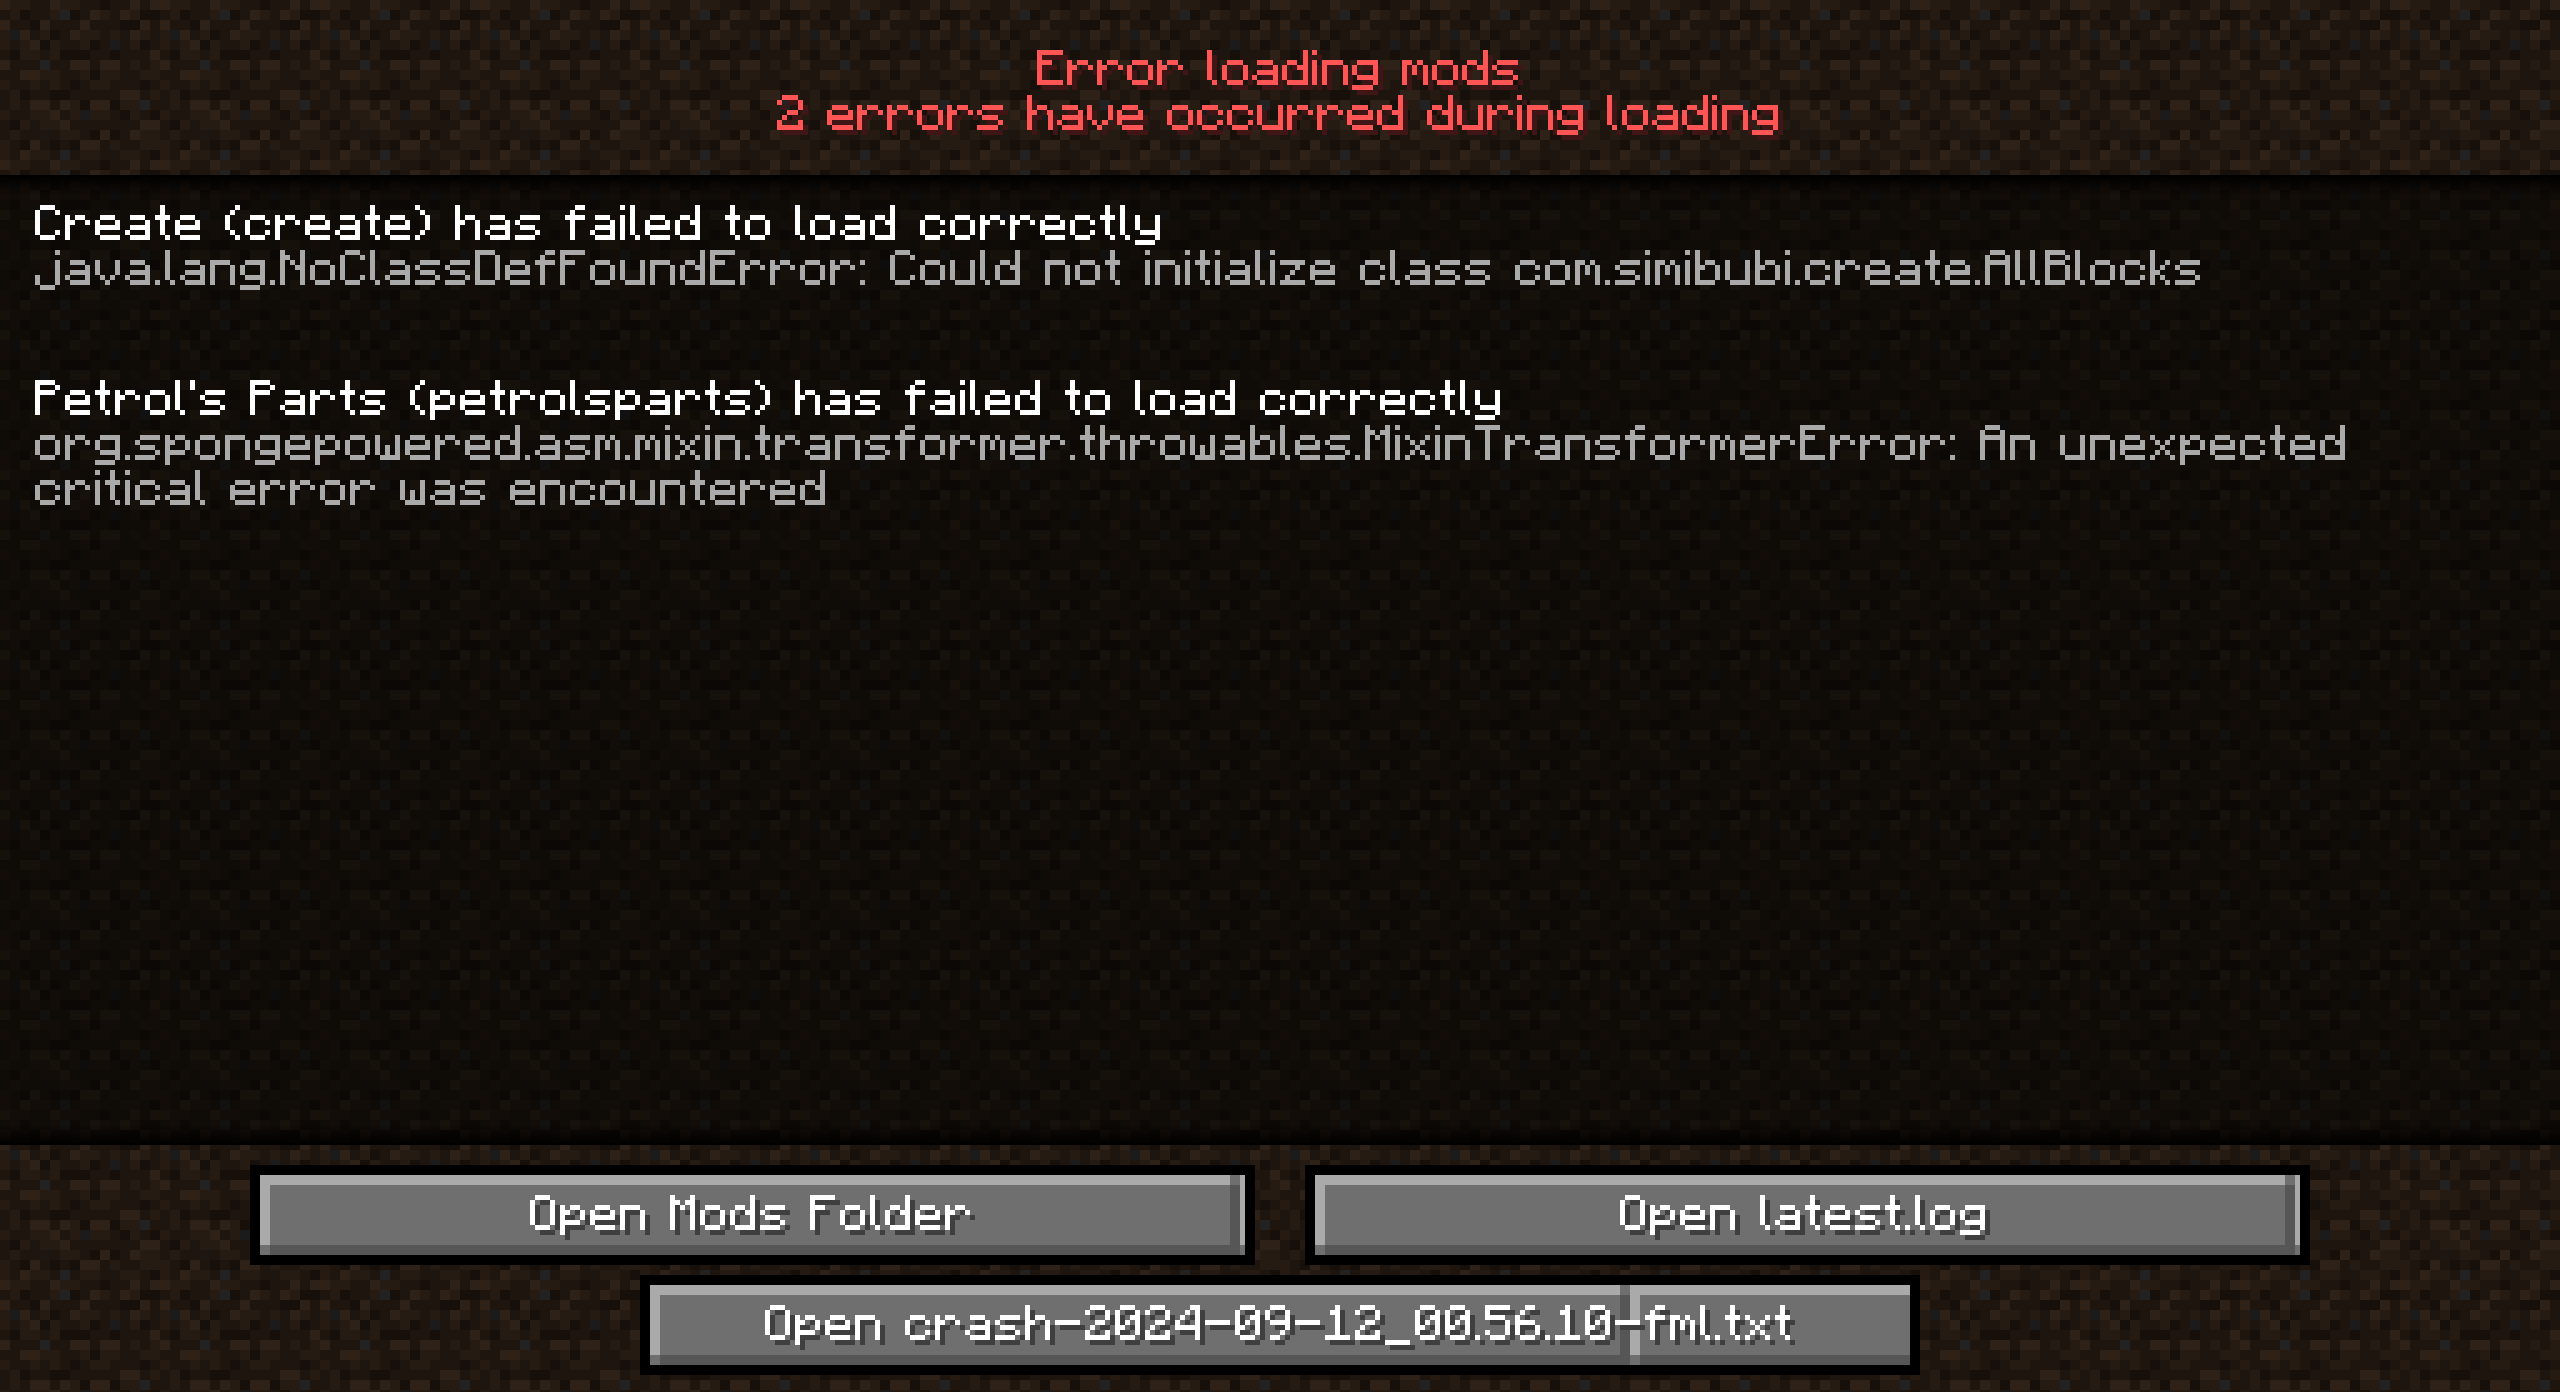 Error loading mods
2 errors have occurred during loading
Create (create) has failed to load correctly
java.lang.NoClassDefFoundError: Could not initialize class com.simibubi.create.AllBlocks
Petrol's Parts (petrolsparts) has failed to load correctly
org.spongepowered.asm.mixin.transformer.throwables.MixinTransformerError: An unexpected
critical error was encountered
Open Mods Folder
Open latest.log
Open crash-2024-09-12_00.56.10-fml.txt